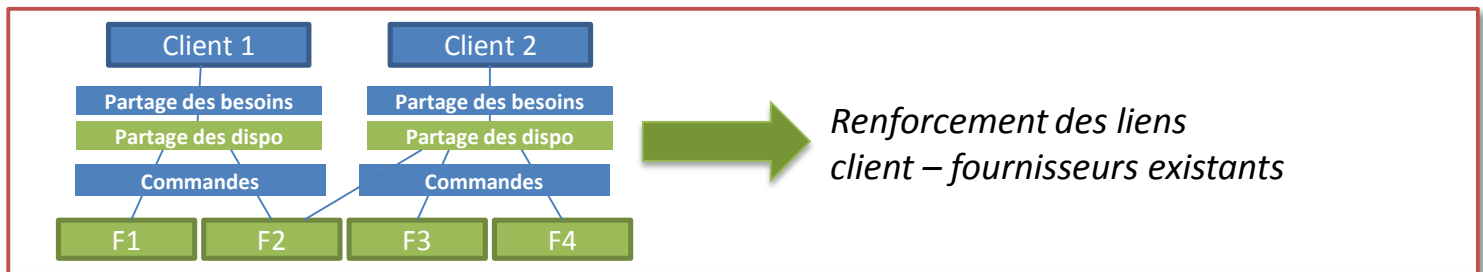 Client 1
Client 2
Partage des besoins
Partage des besoins
Partage des dispo
Partage des dispo
Commandes
Commandes
F1
F2
F3
F4
Renforcement des liens
client – fournisseurs existants